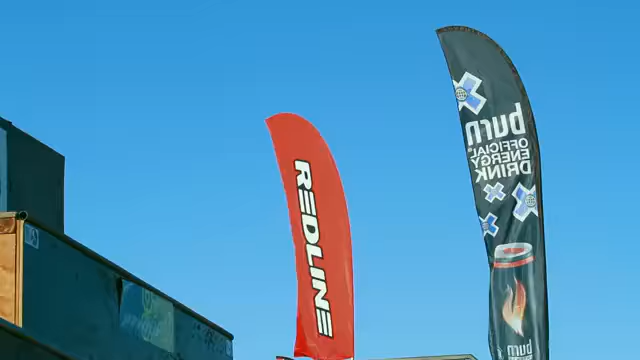 REDLINE
burn
OFFICIAL
ENERGY
DRINK
burn